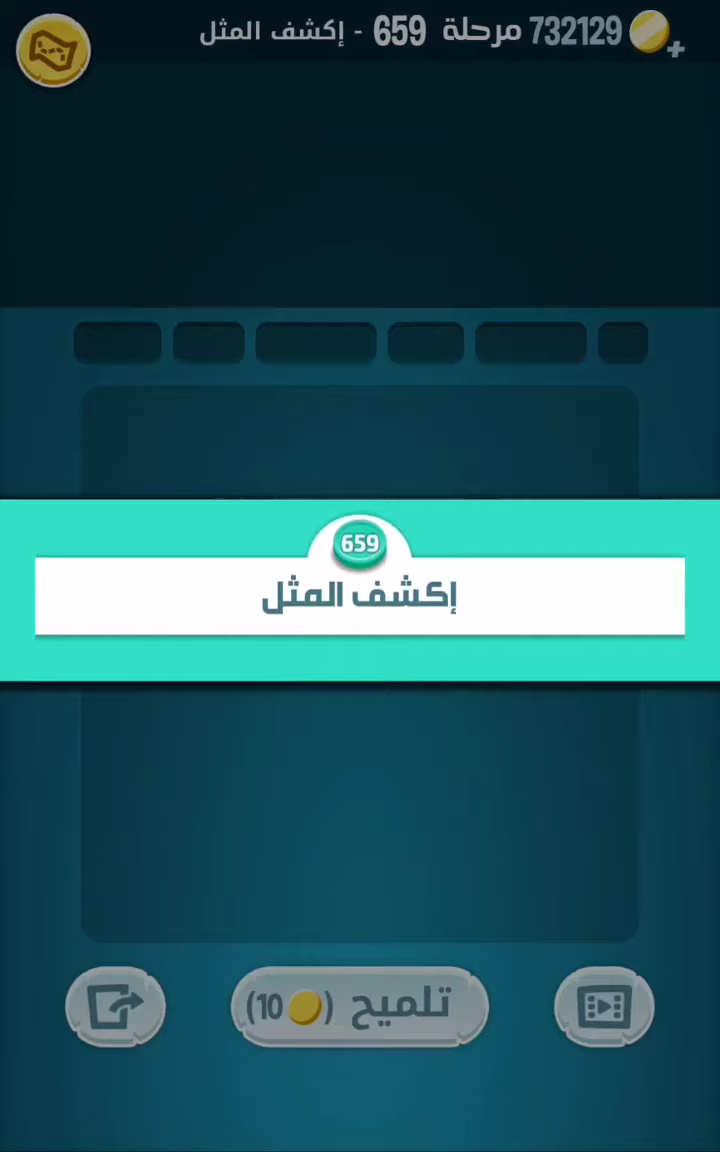 732129 مرحلة 659 - إكشف المثل
659
إكشف المثل
تلميح (10)